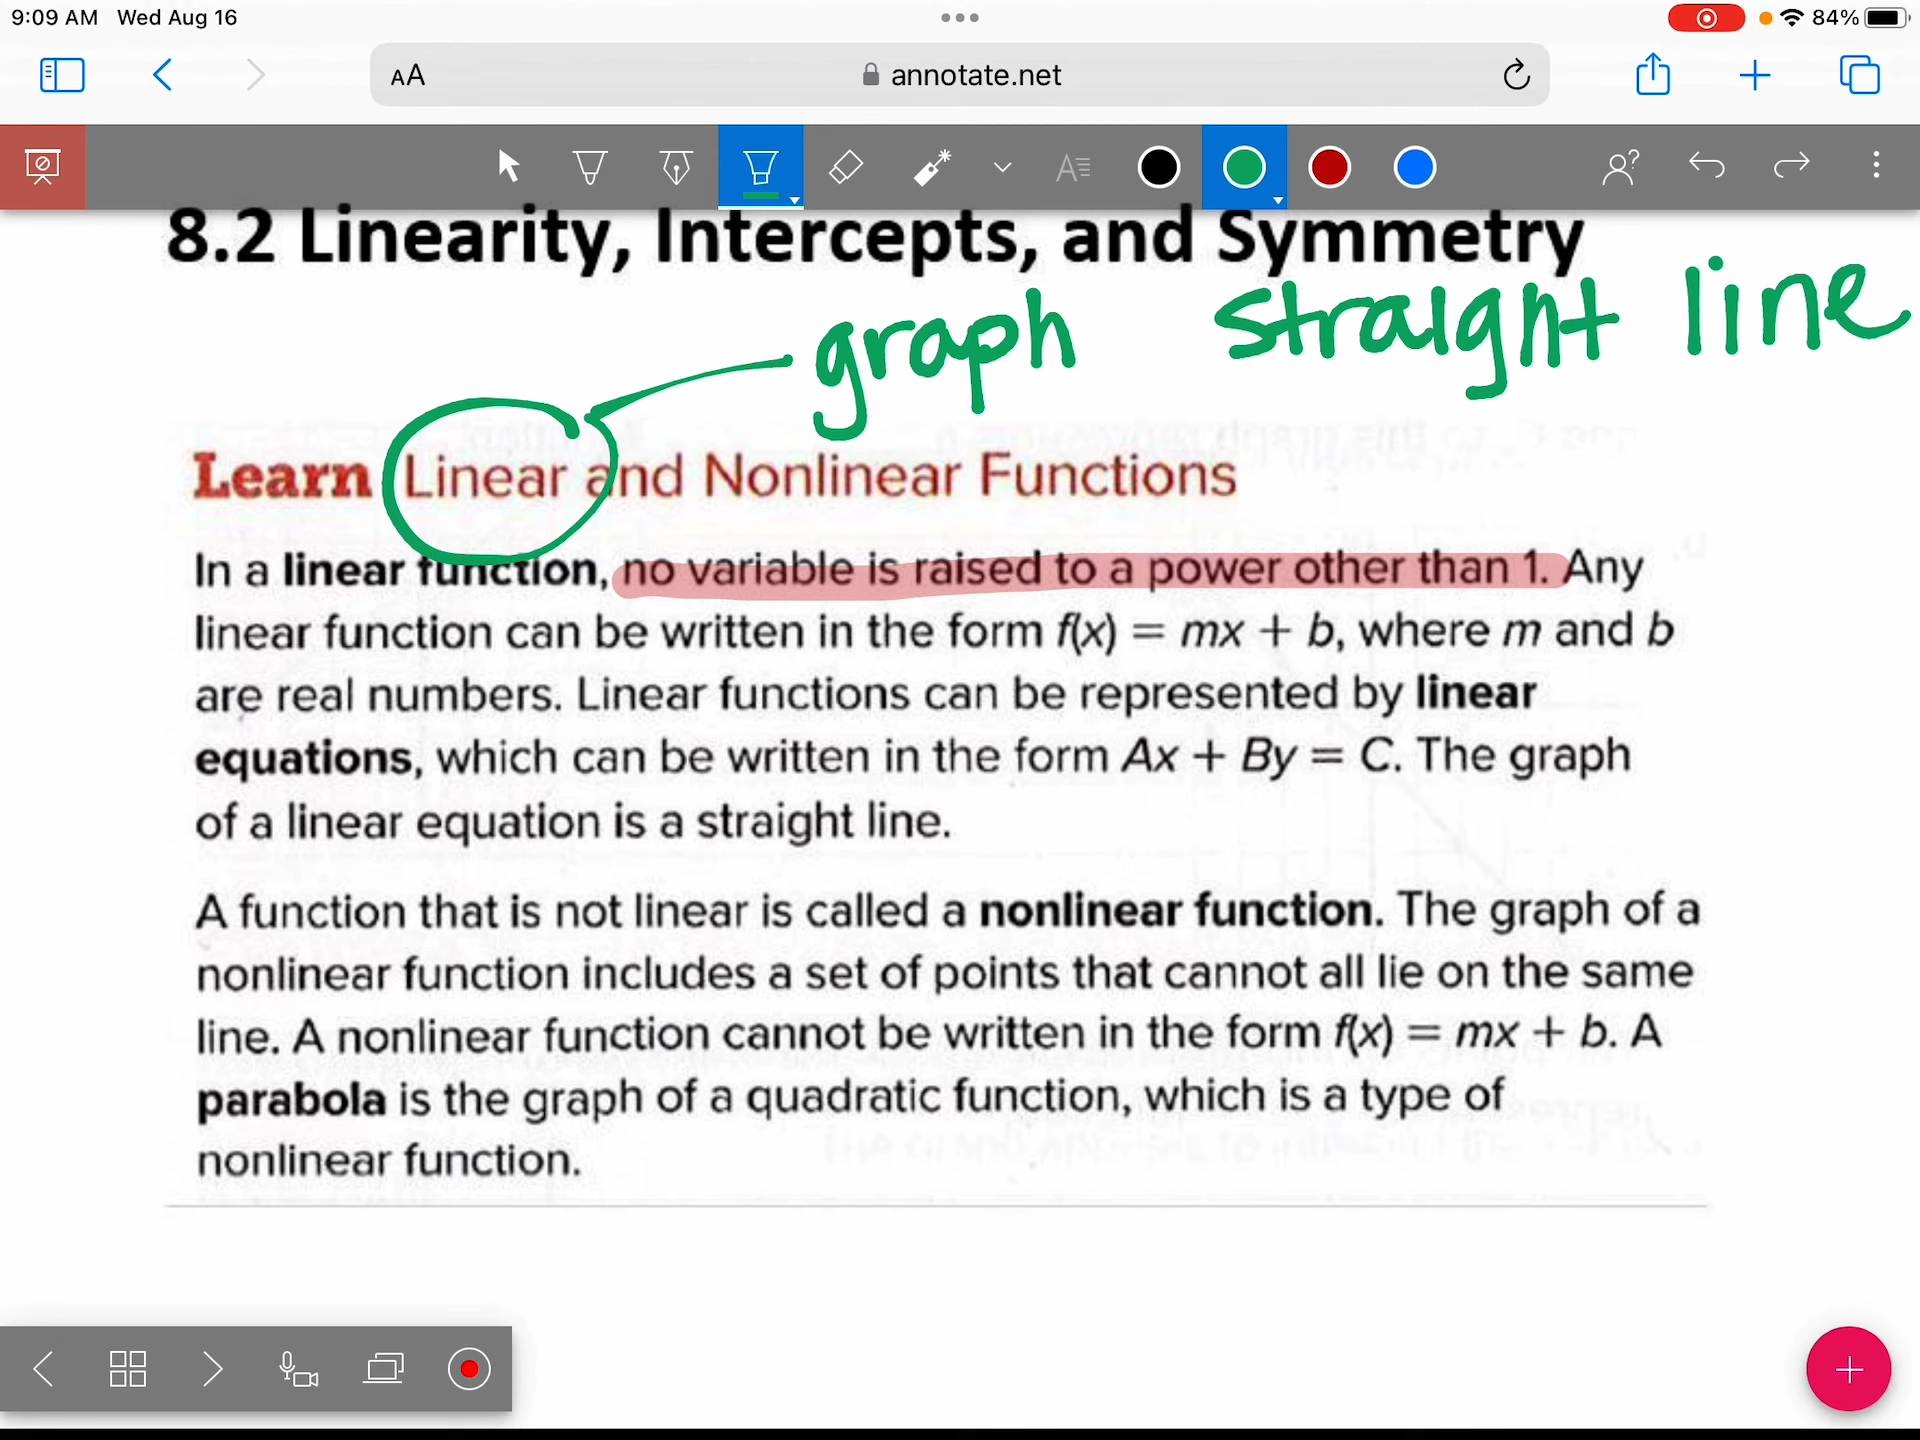 9:09 AM Wed Aug 16
84%
AA
annotate.net
8.2 Linearity, Intercepts, and Symmetry
graph straight line
Learn Linear and Nonlinear Functions
In a linear function, no variable is raised to a power other than 1. Any
linear function can be written in the form f(x) = mx + b, where m and b
are real numbers. Linear functions can be represented by linear
equations, which can be written in the form Ax + By = C. The graph
of a linear equation is a straight line.
A function that is not linear is called a nonlinear function. The graph of a
nonlinear function includes a set of points that cannot all lie on the same
line. A nonlinear function cannot be written in the form f(x) = mx + b. A
parabola is the graph of a quadratic function, which is a type of
nonlinear function.